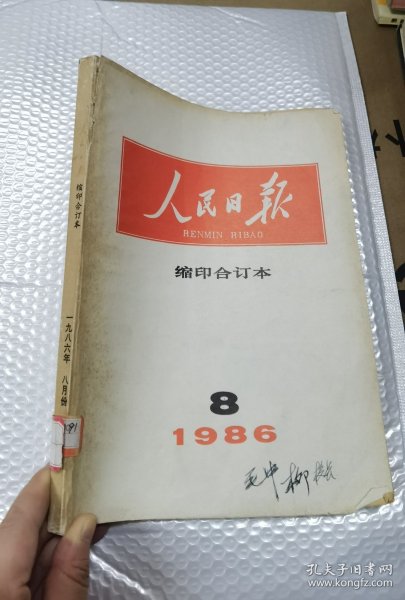 人民日报
RENMIN RIBAO
缩印合订本
8
1986
缩印合订本
一九八六年 八月份
孔夫子旧书网
www.kongfz.com